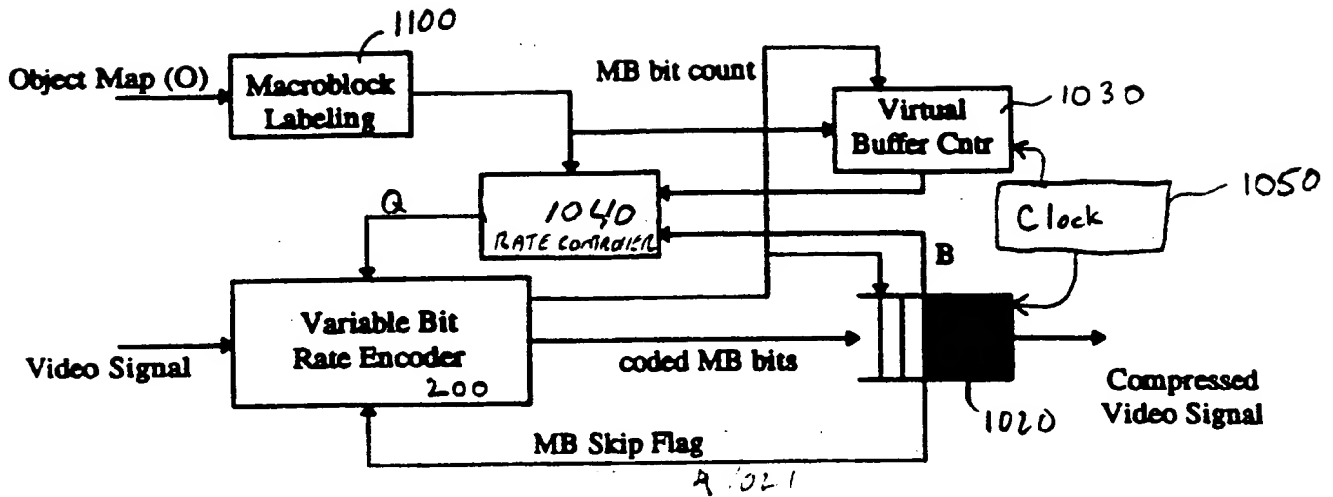 1100
Object Map (O)
Macroblock
Labeling
MB bit count
Virtual
Buffer Cntr
1030
1050
Clock
Q
1040
RATE CONTROLLER
B
Variable Bit
Rate Encoder
200
Video Signal
coded MB bits
Compressed
Video Signal
1020
MB Skip Flag